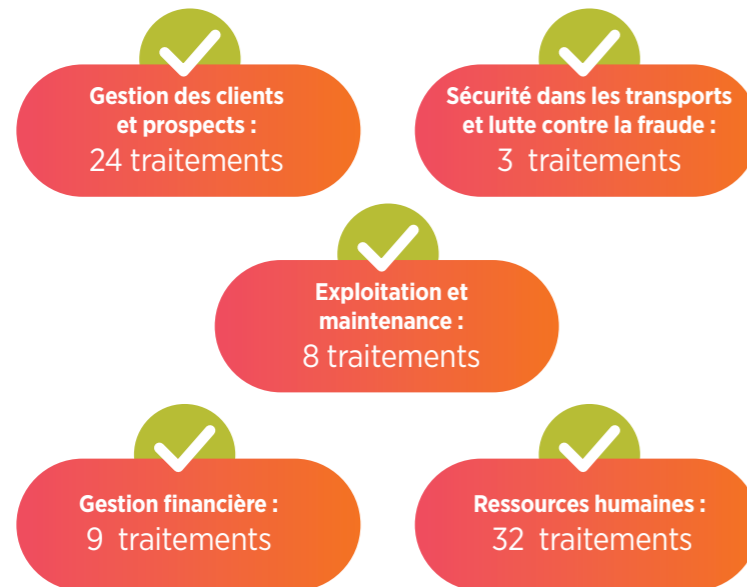 Gestion des clients
et prospects :
24 traitements
Sécurité dans les transports
et lutte contre la fraude :
3 traitements
Exploitation et
maintenance :
8 traitements
Gestion financière :
9 traitements
Ressources humaines :
32 traitements